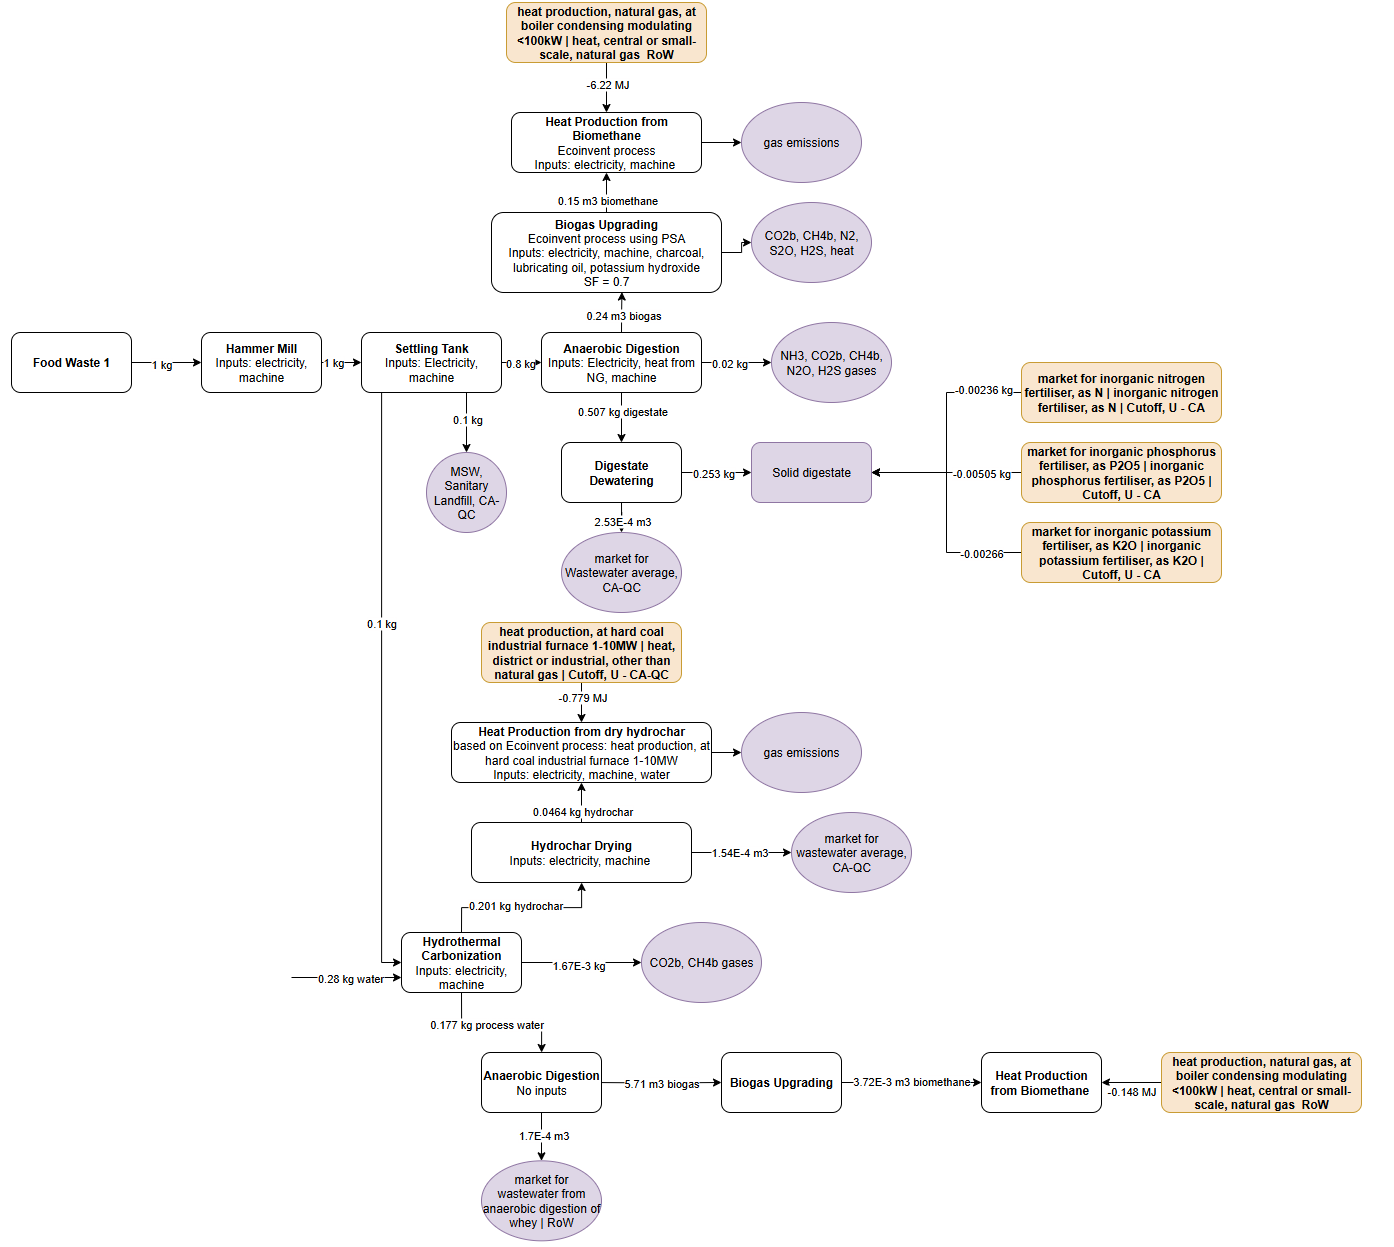 heat production, natural gas, at
boiler condensing modulating
<100kW | heat, central or small-
scale, natural gas  RoW
-6.22 MJ
Heat Production from
Biomethane
Ecoinvent process
Inputs: electricity, machine
gas emissions
0.15 m3 biomethane
Biogas Upgrading
Ecoinvent process using PSA
Inputs: electricity, machine, charcoal,
lubricating oil, potassium hydroxide
SF = 0.7
CO2b, CH4b, N2,
S2O, H2S, heat
0.24 m3 biogas
Food Waste 1
1 kg
Hammer Mill
Inputs: electricity,
machine
1 kg
Settling Tank
Inputs: Electricity,
machine
0.8 kg
Anaerobic Digestion
Inputs: Electricity, heat from
NG, machine
0.02 kg
NH3, CO2b, CH4b,
N2O, H2S gases
0.1 kg
MSW,
Sanitary
Landfill, CA-
QC
0.507 kg digestate
Digestate
Dewatering
0.253 kg
Solid digestate
-0.00236 kg
market for inorganic nitrogen
fertiliser, as N | inorganic nitrogen
fertiliser, as N | Cutoff, U - CA
-0.00505 kg
market for inorganic phosphorus
fertiliser, as P2O5 | inorganic
phosphorus fertiliser, as P2O5 |
Cutoff, U - CA
-0.00266
market for inorganic potassium
fertiliser, as K2O | inorganic
potassium fertiliser, as K2O |
Cutoff, U - CA
2.53E-4 m3
market for
Wastewater average,
CA-QC
0.1 kg
heat production, at hard coal
industrial furnace 1-10MW | heat,
district or industrial, other than
natural gas | Cutoff, U - CA-QC
-0.779 MJ
Heat Production from dry hydrochar
based on Ecoinvent process: heat production, at
hard coal industrial furnace 1-10MW
Inputs: electricity, machine, water
gas emissions
0.0464 kg hydrochar
Hydrochar Drying
Inputs: electricity, machine
1.54E-4 m3
market for
wastewater average,
CA-QC
0.201 kg hydrochar
Hydrothermal
Carbonization
Inputs: electricity,
machine
0.28 kg water
1.67E-3 kg
CO2b, CH4b gases
0.177 kg process water
Anaerobic Digestion
No inputs
5.71 m3 biogas
Biogas Upgrading
3.72E-3 m3 biomethane
Heat Production
from Biomethane
-0.148 MJ
heat production, natural gas, at
boiler condensing modulating
<100kW | heat, central or small-
scale, natural gas  RoW
1.7E-4 m3
market for
wastewater from
anaerobic digestion of
whey | RoW